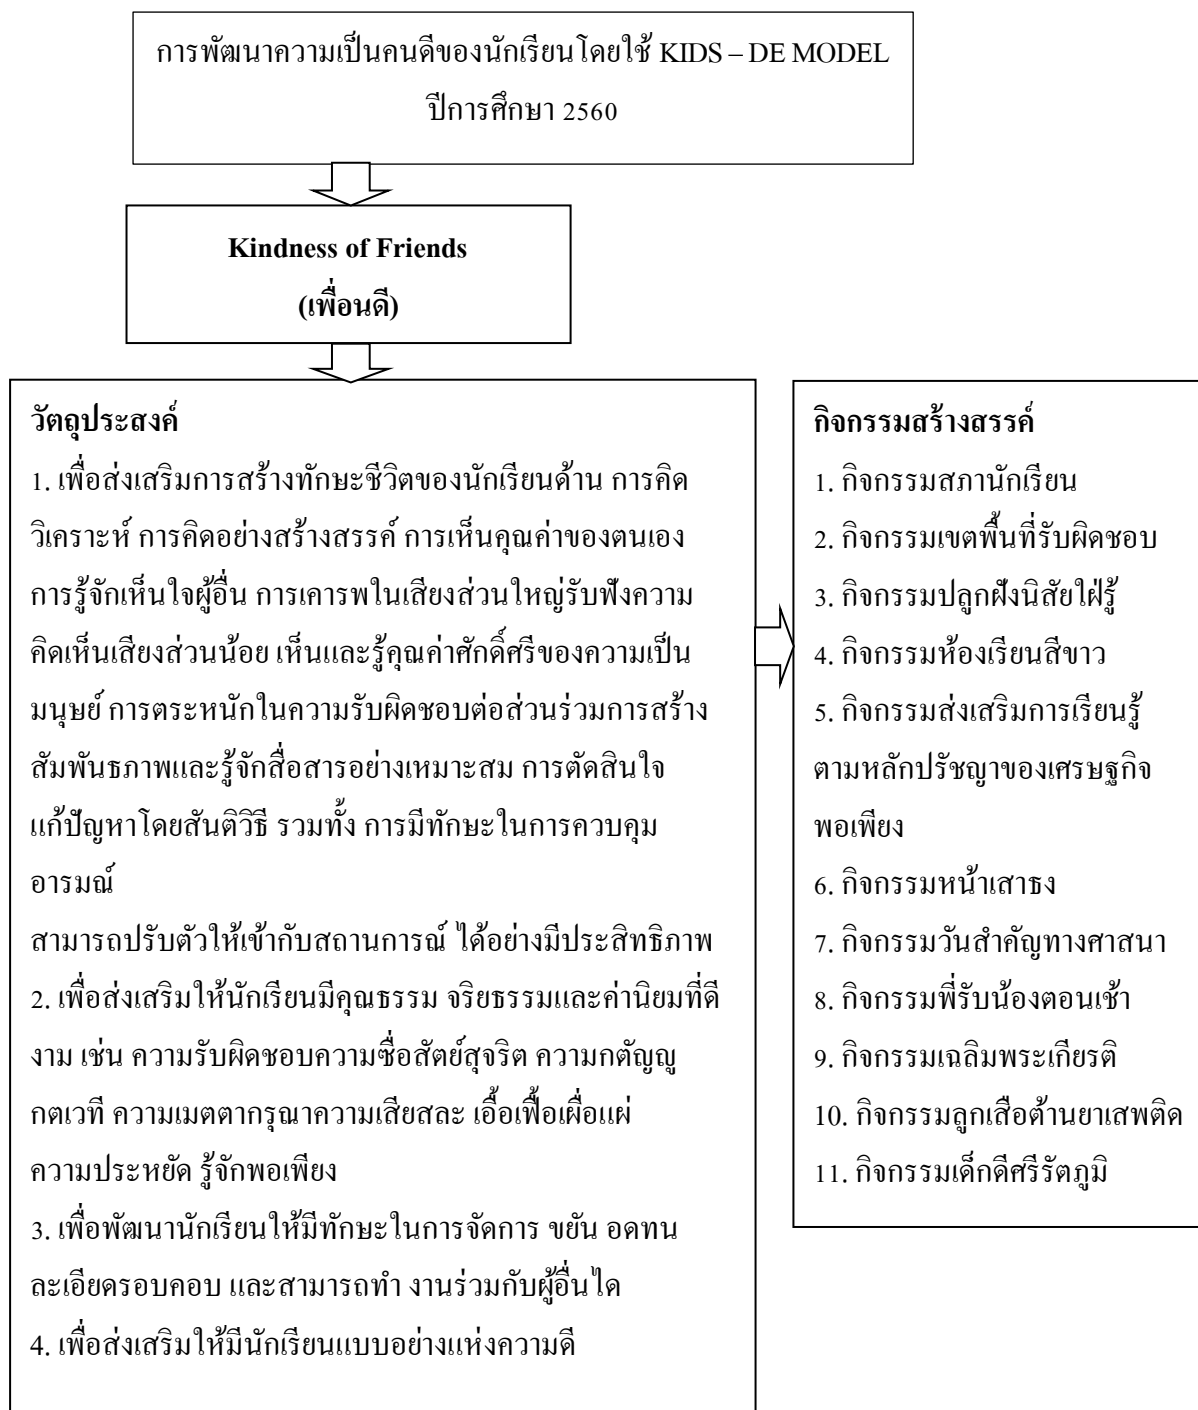 การพัฒนาความเป็นคนดีของนักเรียนโดยใช้ KIDS – DE MODEL
ปีการศึกษา 2560
Kindness of Friends
(เพื่อนดี)
วัตถุประสงค์
1. เพื่อส่งเสริมการสร้างทักษะชีวิตของนักเรียนด้าน การคิด
วิเคราะห์ การคิดอย่างสร้างสรรค์ การเห็นคุณค่าของตนเอง
การรู้จักเห็นใจผู้อื่น การเคารพในเสียงส่วนใหญ่รับฟังความ
คิดเห็นเสียงส่วนน้อย เห็นและรู้คุณค่าศักดิ์ศรีของความเป็น
มนุษย์ การตระหนักในความรับผิดชอบต่อส่วนร่วมการสร้าง
สัมพันธภาพและรู้จักสื่อสารอย่างเหมาะสม การตัดสินใจ
แก้ปัญหาโดยสันติวิธี รวมทั้ง การมีทักษะในการควบคุม
อารมณ์
สามารถปรับตัวให้เข้ากับสถานการณ์ ได้อย่างมีประสิทธิภาพ
2. เพื่อส่งเสริมให้นักเรียนมีคุณธรรม จริยธรรมและค่านิยมที่ดี
งาม เช่น ความรับผิดชอบความซื่อสัตย์สุจริต ความกตัญญู
กตเวที ความเมตตากรุณาความเสียสละ เอื้อเฟื้อเผื่อแผ่
ความประหยัด รู้จักพอเพียง
3. เพื่อพัฒนานักเรียนให้มีทักษะในการจัดการ ขยัน อดทน
ละเอียดรอบคอบ และสามารถทำ งานร่วมกับผู้อื่นได
4. เพื่อส่งเสริมให้มีนักเรียนแบบอย่างแห่งความดี
กิจกรรมสร้างสรรค์
1. กิจกรรมสภานักเรียน
2. กิจกรรมเขตพื้นที่รับผิดชอบ
3. กิจกรรมปลูกฝังนิสัยใฝ่รู้
4. กิจกรรมห้องเรียนสีขาว
5. กิจกรรมส่งเสริมการเรียนรู้
ตามหลักปรัชญาของเศรษฐกิจ
พอเพียง
6. กิจกรรมหน้าเสาธง
7. กิจกรรมวันสำคัญทางศาสนา
8. กิจกรรมพี่รับน้องตอนเช้า
9. กิจกรรมเฉลิมพระเกียรติ
10. กิจกรรมลูกเสือต้านยาเสพติด
11. กิจกรรมเด็กดีศรีรัตภูมิ